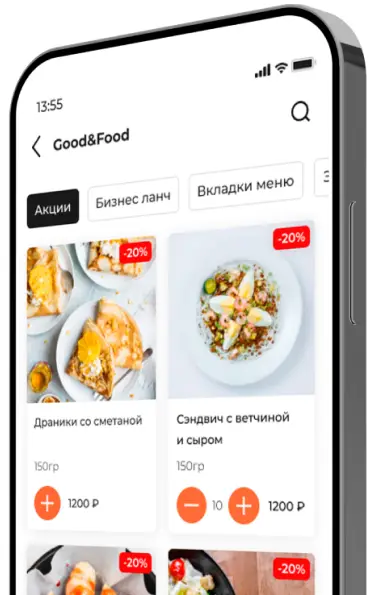 13:55
Good&Food
Акции
Бизнес ланч
Вкладки меню
-20%
-20%
Драники со сметаной
150гр
1200 ₽
Сэндвич с ветчиной
и сыром
150гр
10
1200 ₽
-20%
-20%